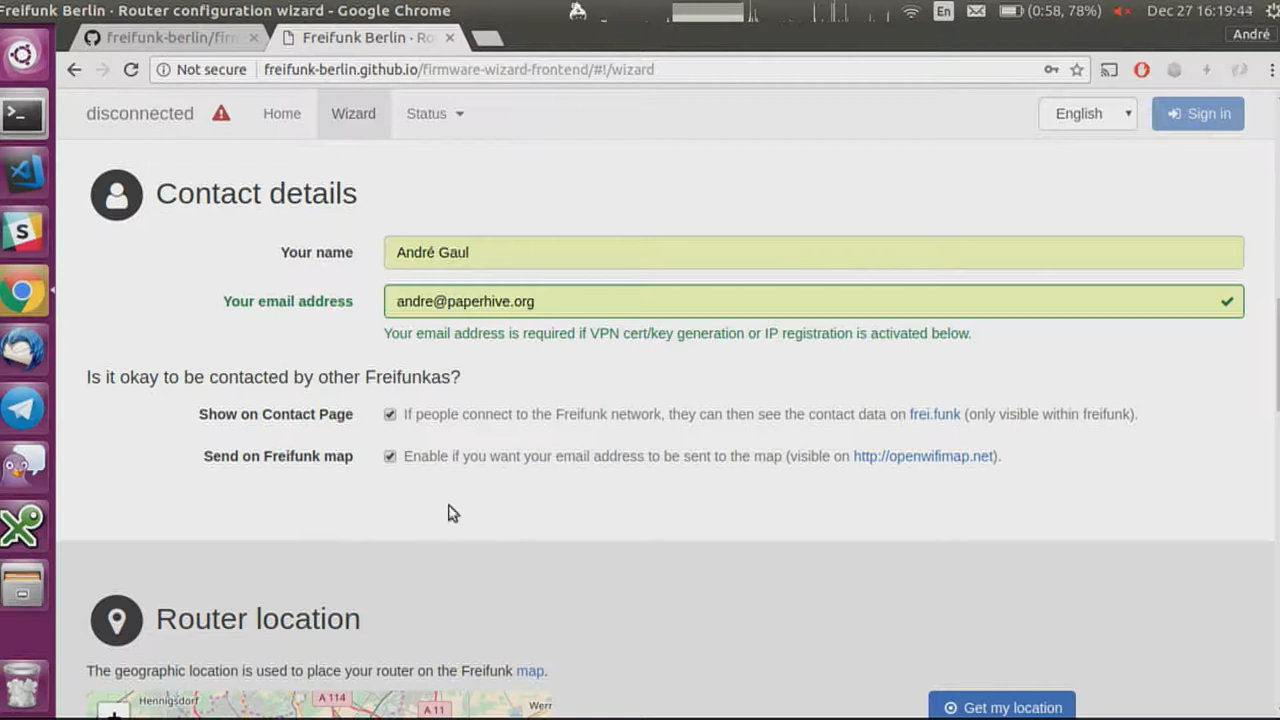 Freifunk Berlin · Router configuration wizard - Google Chrome
En
(0:58, 78%)
Dec 27 16:19:44
freifunk-berlin/firm
Freifunk Berlin · Ro
André
Not secure
freifunk-berlin.github.io/firmware-wizard-frontend/#!/wizard
disconnected
Home
Wizard
Status
English
Sign in
Contact details
Your name
André Gaul
Your email address
andre@paperhive.org
Your email address is required if VPN cert/key generation or IP registration is activated below.
Is it okay to be contacted by other Freifunkas?
Show on Contact Page
If people connect to the Freifunk network, they can then see the contact data on frei.funk (only visible within freifunk).
Send on Freifunk map
Enable if you want your email address to be sent to the map (visible on http://openwifimap.net).
Router location
The geographic location is used to place your router on the Freifunk map.
Hennigsdorf
A 114
A 11
Werr
Get my location